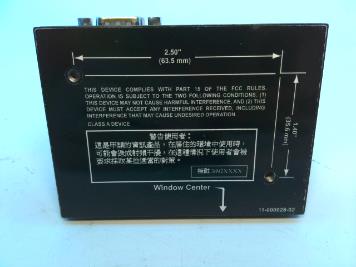 2.50"
(63.5 mm)
THIS DEVICE COMPLIES WITH PART 15 OF THE FCC RULES.
OPERATION IS SUBJECT TO THE TWO FOLLOWING CONDITIONS. (1)
THIS DEVICE MAY NOT CAUSE HARMFUL INTERFERENCE, AND (2) THIS
DEVICE MUST ACCEPT ANY INTERFERENCE RECEIVED, INCLUDING
INTERFERENCE THAT MAY CAUSE UNDESIRED OPERATION.
CLASS A DEVICE
1.40"
(35.6 mm)
警告使用者：
這是甲類的資訊產品，在居住的環境中使用時，
可能會造成射頻干擾，在這種情況下使用者會被
要求採取某些適當的對策。
Window Center
11-000028-02